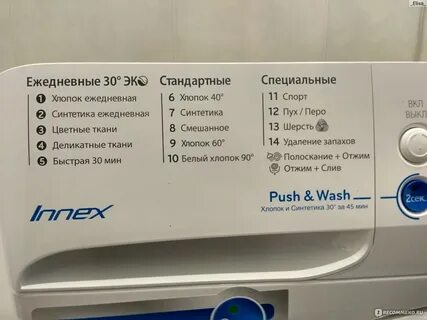 _Elisa_
Ежедневные 30° ЭКО
1 Хлопок ежедневная
2 Синтетика ежедневная
3 Цветные ткани
4 Деликатные ткани
5 Быстрая 30 мин
Стандартные
6 Хлопок 40°
7 Синтетика
8 Смешанное
9 Хлопок 60°
10 Белый хлопок 90°
Специальные
11 Спорт
12 Пух / Перо
13 Шерсть
14 Удаление запахов
Полоскание + Отжим
Отжим + Слив
ВКЛ
ВЫКЛ
Innex
Push & Wash
Хлопок и Синтетика 30° за 45 мин
2сек.
IRECOMMEND.RU